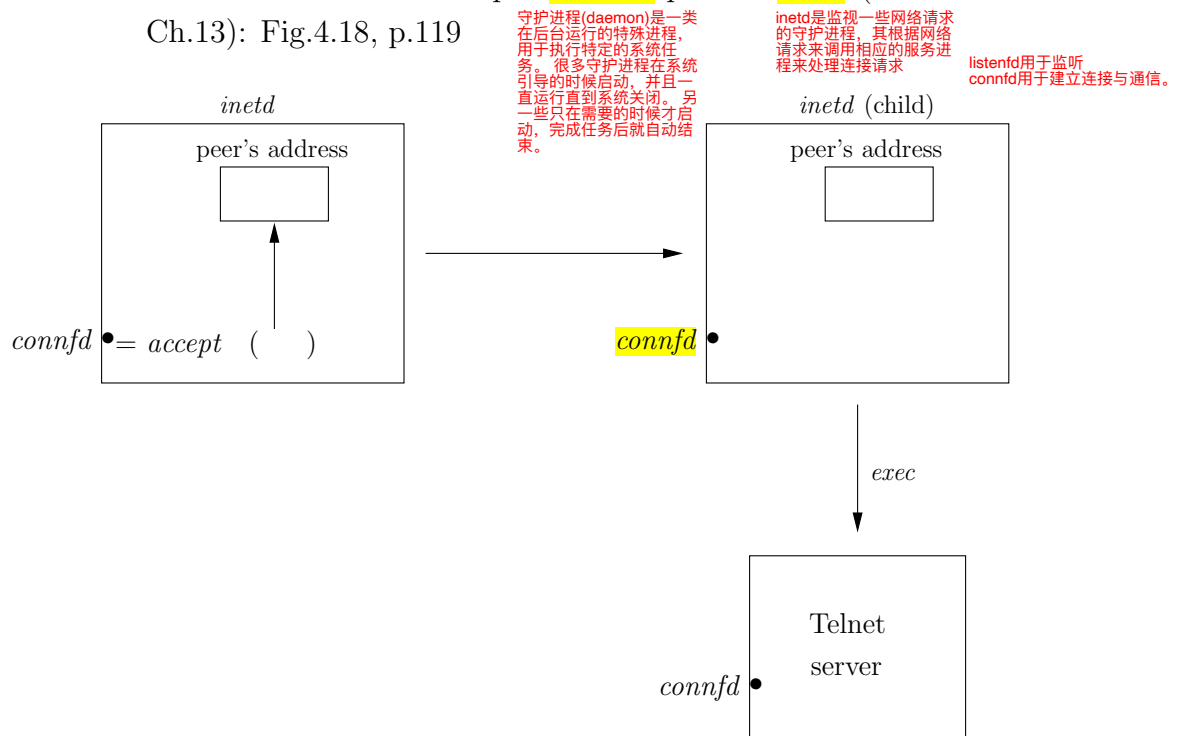 Ch.13): Fig.4.18, p.119
守护进程(daemon)是一类
在后台运行的特殊进程,
用于执行特定的系统任
务。 很多守护进程在系统
引导的时候启动, 并且一
直运行直到系统关闭。 另
一些只在需要的时候才启
动, 完成任务后就自动结
束。
inetd是监视一些网络请求
的守护进程, 其根据网络
请求来调用相应的服务进
程来处理连接请求
listenfd用于监听
connfd用于建立连接与通信。
inetd
peer's address
connfd = accept ( )
inetd (child)
peer's address
connfd
exec
Telnet
server
connfd